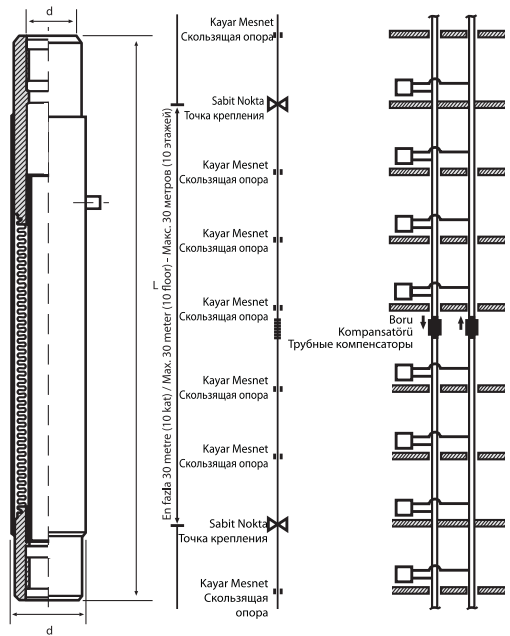 d
Kayar Mesnet
Скользящая опора
Sabit Nokta
Точка крепления
Kayar Mesnet
Скользящая опора
Kayar Mesnet
Скользящая опора
Kayar Mesnet
Скользящая опора
L
En fazla 30 metre (10 kat) / Max. 30 meter (10 floor) - Макс. 30 метров (10 этажей)
Boru
Kompansatörü
Трубные компенсаторы
Kayar Mesnet
Скользящая опора
Kayar Mesnet
Скользящая опора
Sabit Nokta
Точка крепления
Kayar Mesnet
Скользящая
опора
d